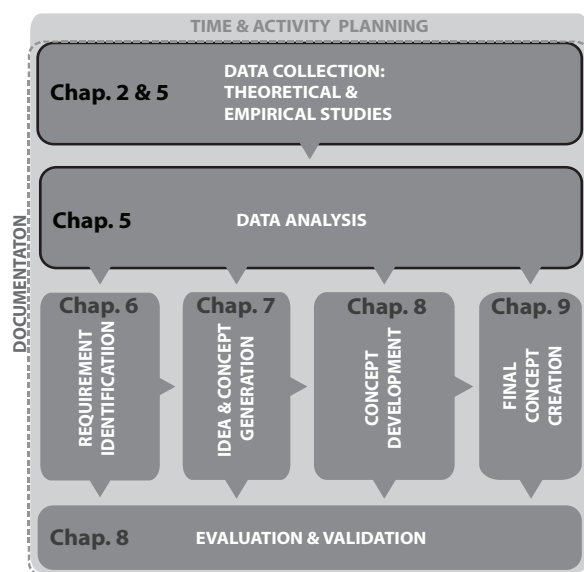 TIME & ACTIVITY PLANNING
DOCUMENTATON
Chap. 2 & 5
DATA COLLECTION:
THEORETICAL &
EMPIRICAL STUDIES
Chap. 5
DATA ANALYSIS
Chap. 6
REQUIREMENT
IDENTIFICATIION
Chap. 7
IDEA & CONCEPT
GENERATION
Chap. 8
CONCEPT
DEVELOPMENT
Chap. 9
FINAL
CONCEPT
CREATION
Chap. 8
EVALUATION & VALIDATION